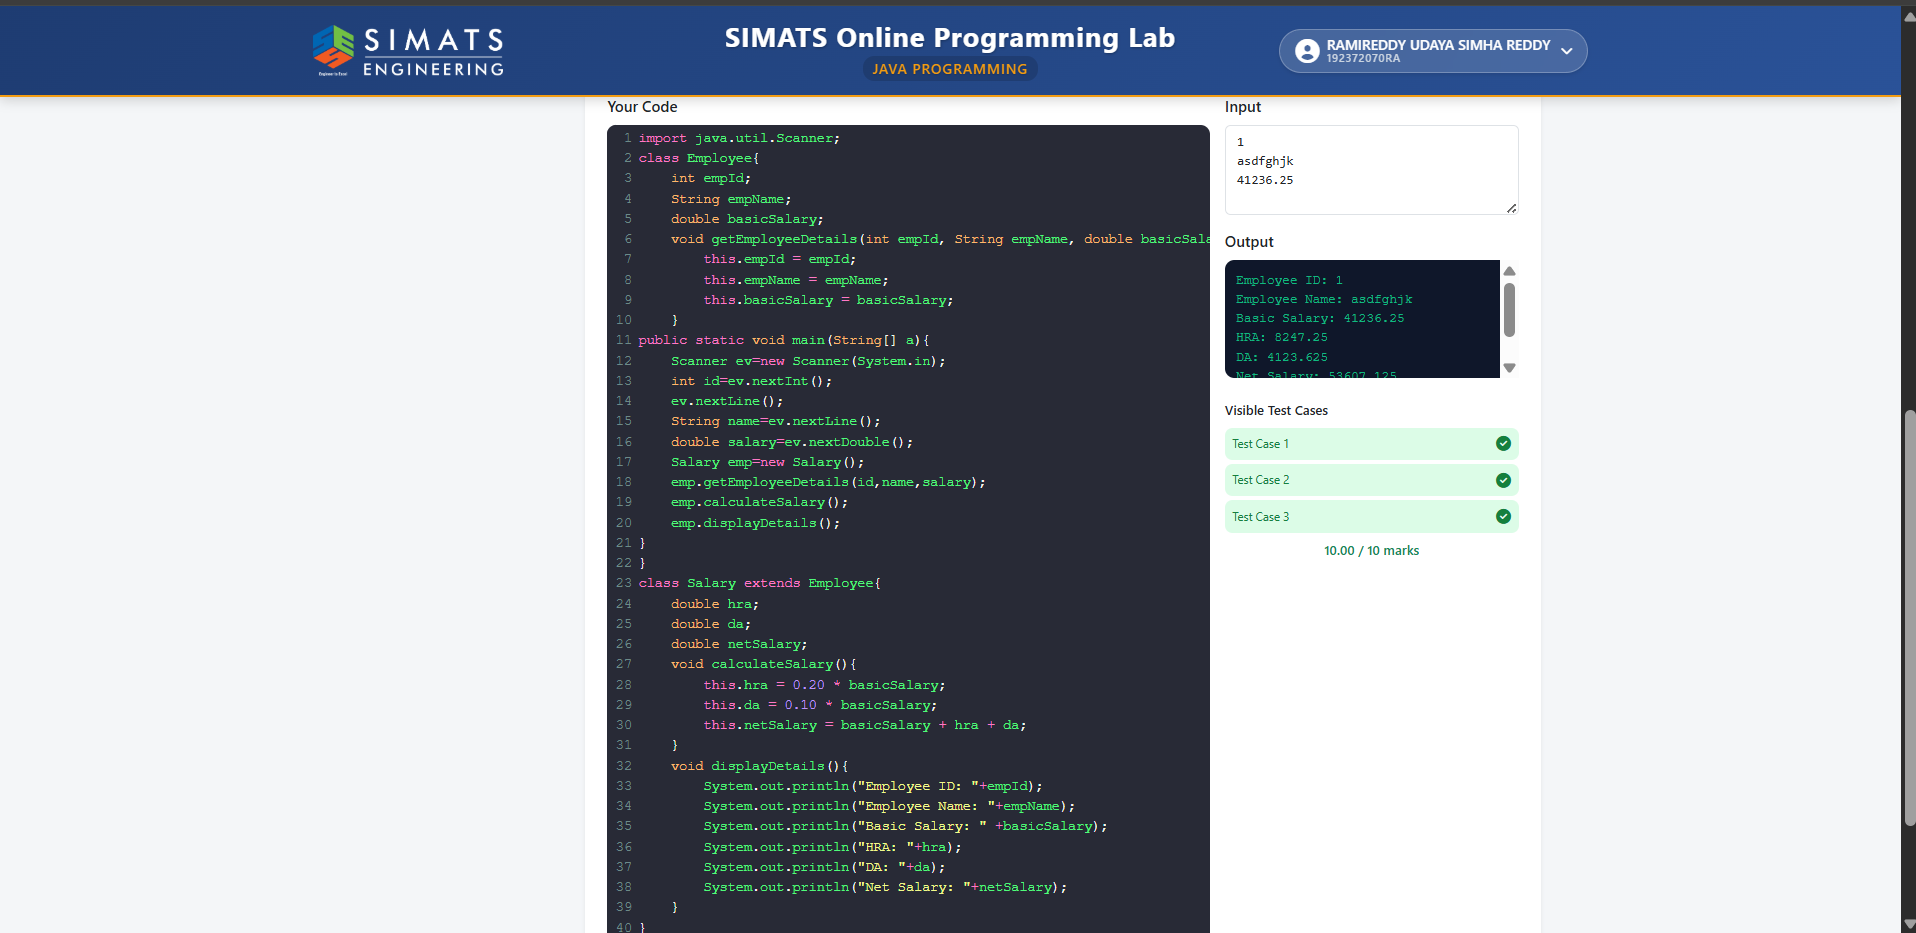 SIMATS
ENGINEERING
Engineer to Excel
SIMATS Online Programming Lab
JAVA PROGRAMMING
RAMIREDDY UDAYA SIMHA REDDY
192372070RA
Your Code
1 import java.util.Scanner;
2 class Employee{
3     int empId;
4     String empName;
5     double basicSalary;
6     void getEmployeeDetails(int empId, String empName, double basicSala
7         this.empId = empId;
8         this.empName = empName;
9         this.basicSalary = basicSalary;
10     }
11 public static void main(String[] a){
12     Scanner ev=new Scanner(System.in);
13     int id=ev.nextInt();
14     ev.nextLine();
15     String name=ev.nextLine();
16     double salary=ev.nextDouble();
17     Salary emp=new Salary();
18     emp.getEmployeeDetails(id,name,salary);
19     emp.calculateSalary();
20     emp.displayDetails();
21 }
22 }
23 class Salary extends Employee{
24     double hra;
25     double da;
26     double netSalary;
27     void calculateSalary(){
28         this.hra = 0.20 * basicSalary;
29         this.da = 0.10 * basicSalary;
30         this.netSalary = basicSalary + hra + da;
31     }
32     void displayDetails(){
33         System.out.println("Employee ID: "+empId);
34         System.out.println("Employee Name: "+empName);
35         System.out.println("Basic Salary: " +basicSalary);
36         System.out.println("HRA: "+hra);
37         System.out.println("DA: "+da);
38         System.out.println("Net Salary: "+netSalary);
39     }
40 }
Input
1
asdfghjk
41236.25
Output
Employee ID: 1
Employee Name: asdfghjk
Basic Salary: 41236.25
HRA: 8247.25
DA: 4123.625
Net Salary: 53607.125
Visible Test Cases
Test Case 1
Test Case 2
Test Case 3
10.00 / 10 marks